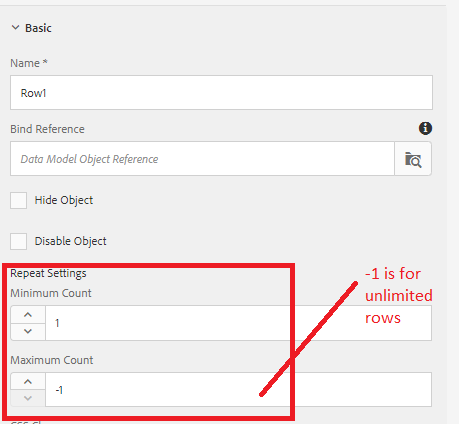 Basic
Name *
Row1
Bind Reference
Data Model Object Reference
Hide Object
Disable Object
Repeat Settings
Minimum Count
1
-1 is for
unlimited
rows
Maximum Count
-1